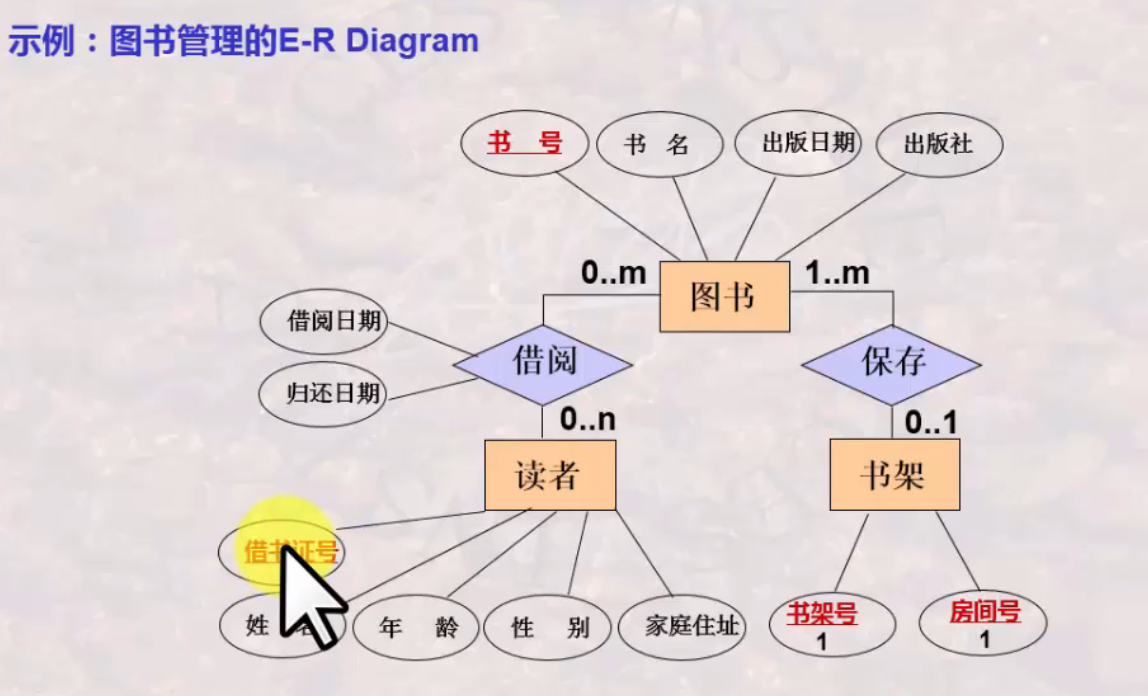 示例：图书管理的E-R Diagram
书 号
书 名
出版日期
出版社
0..m
图书
1..m
借阅日期
借阅
保存
归还日期
0..n
0..1
读者
书架
借书证号
姓 名
年 龄
性 别
家庭住址
书架号
1
房间号
1